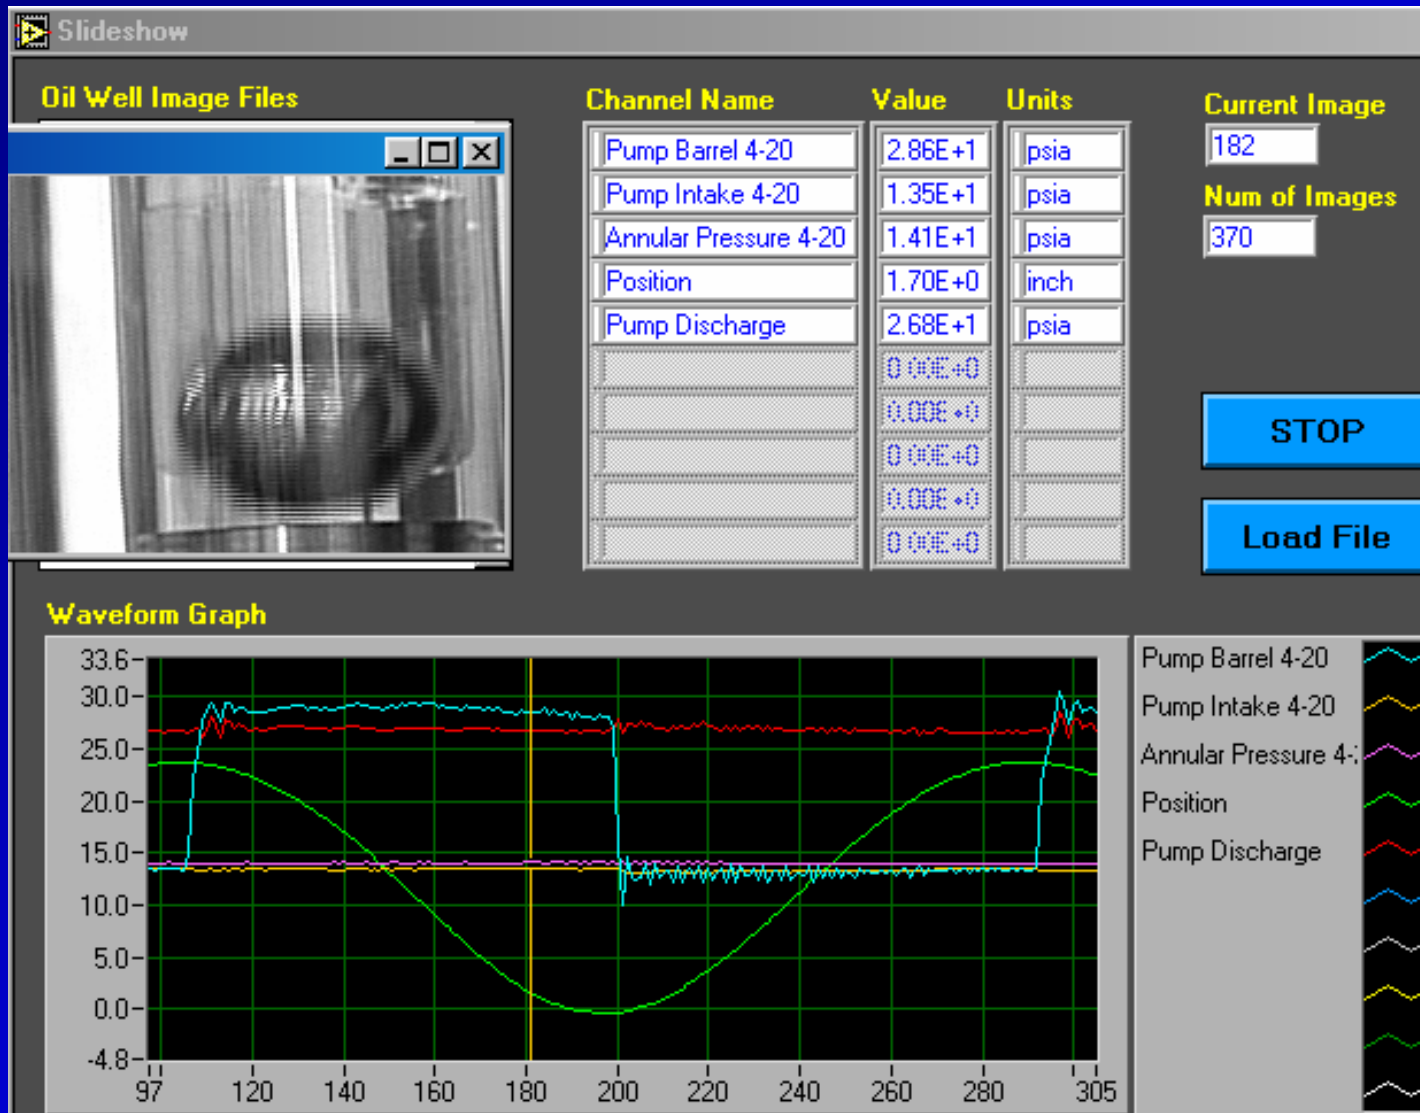 Slideshow
Oil Well Image Files
Channel Name Value Units
Pump Barrel 4-20 2.86E+1 psia
Pump Intake 4-20 1.35E+1 psia
Annular Pressure 4-20 1.41E+1 psia
Position 1.70E+0 inch
Pump Discharge 2.68E+1 psia
0.00E+0
0.00E+0
0.00E+0
0.00E+0
0.00E+0
Current Image
182
Num of Images
370
STOP
Load File
Waveform Graph
33.6
30.0
25.0
20.0
15.0
10.0
5.0
0.0
-4.8
97 120 140 160 180 200 220 240 260 280 305
Pump Barrel 4-20
Pump Intake 4-20
Annular Pressure 4-
Position
Pump Discharge